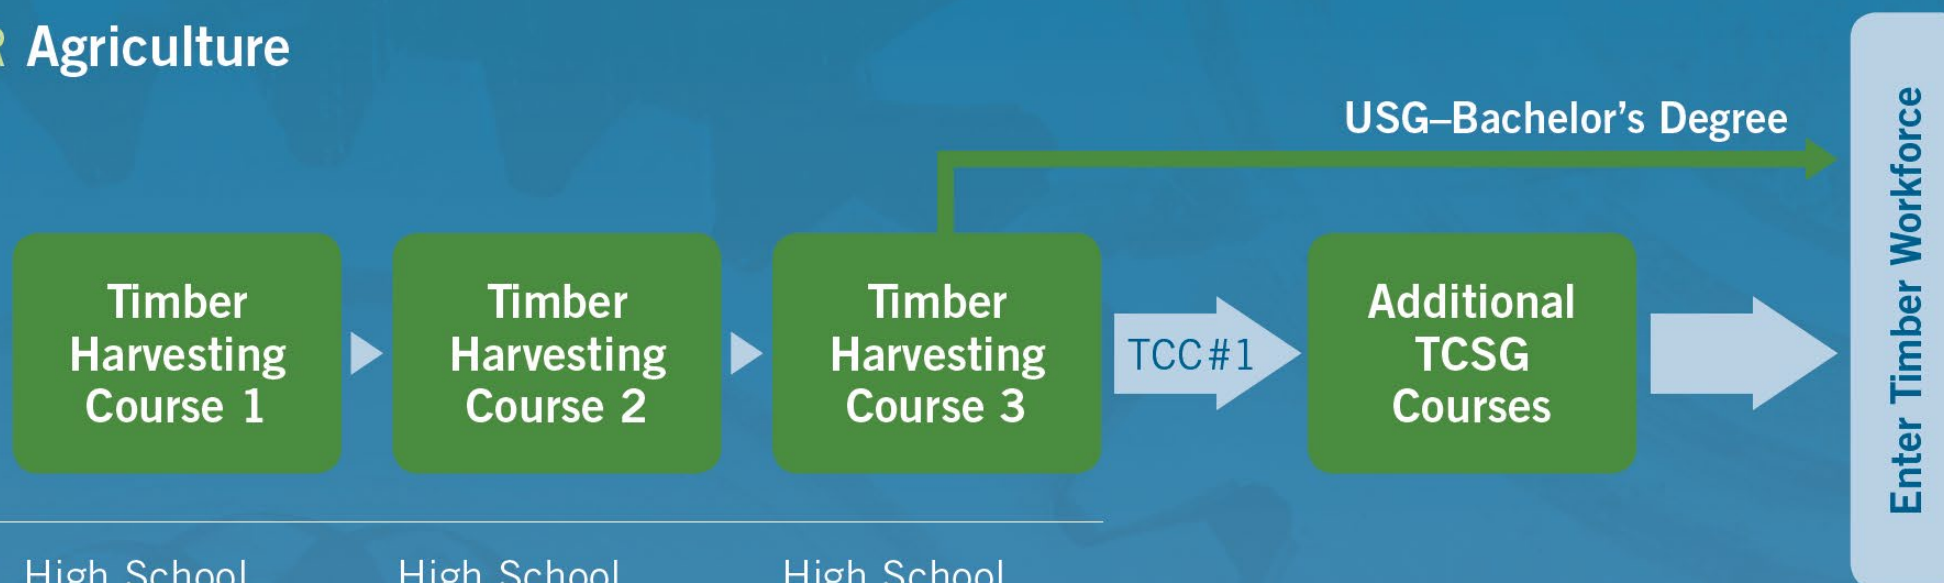 R Agriculture
USG–Bachelor's Degree
Timber
Harvesting
Course 1
Timber
Harvesting
Course 2
Timber
Harvesting
Course 3
TCC#1
Additional
TCSG
Courses
Enter Timber Workforce
High School
High School
High School